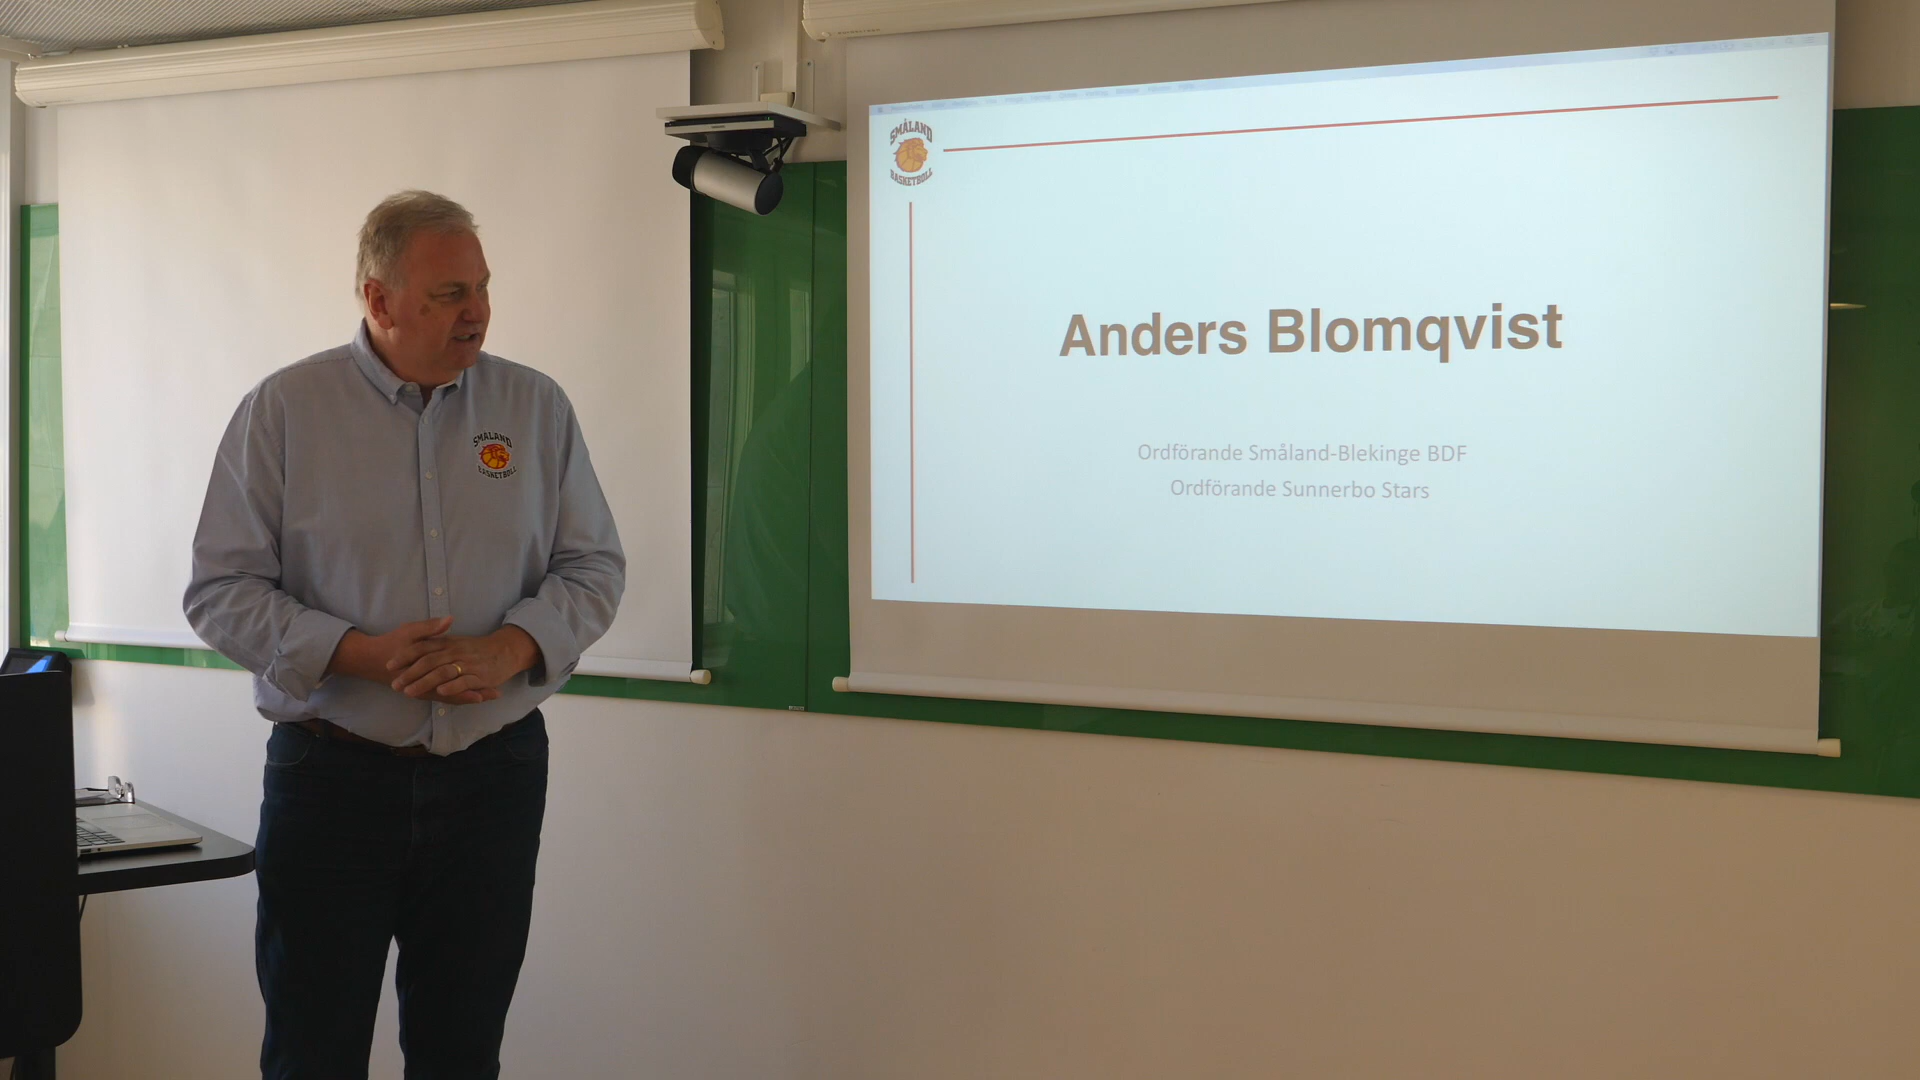 SMÅLAND
BASKETBOLL
Anders Blomqvist
Ordförande Småland-Blekinge BDF
Ordförande Sunnerbo Stars
SMÅLAND
BASKETBOLL